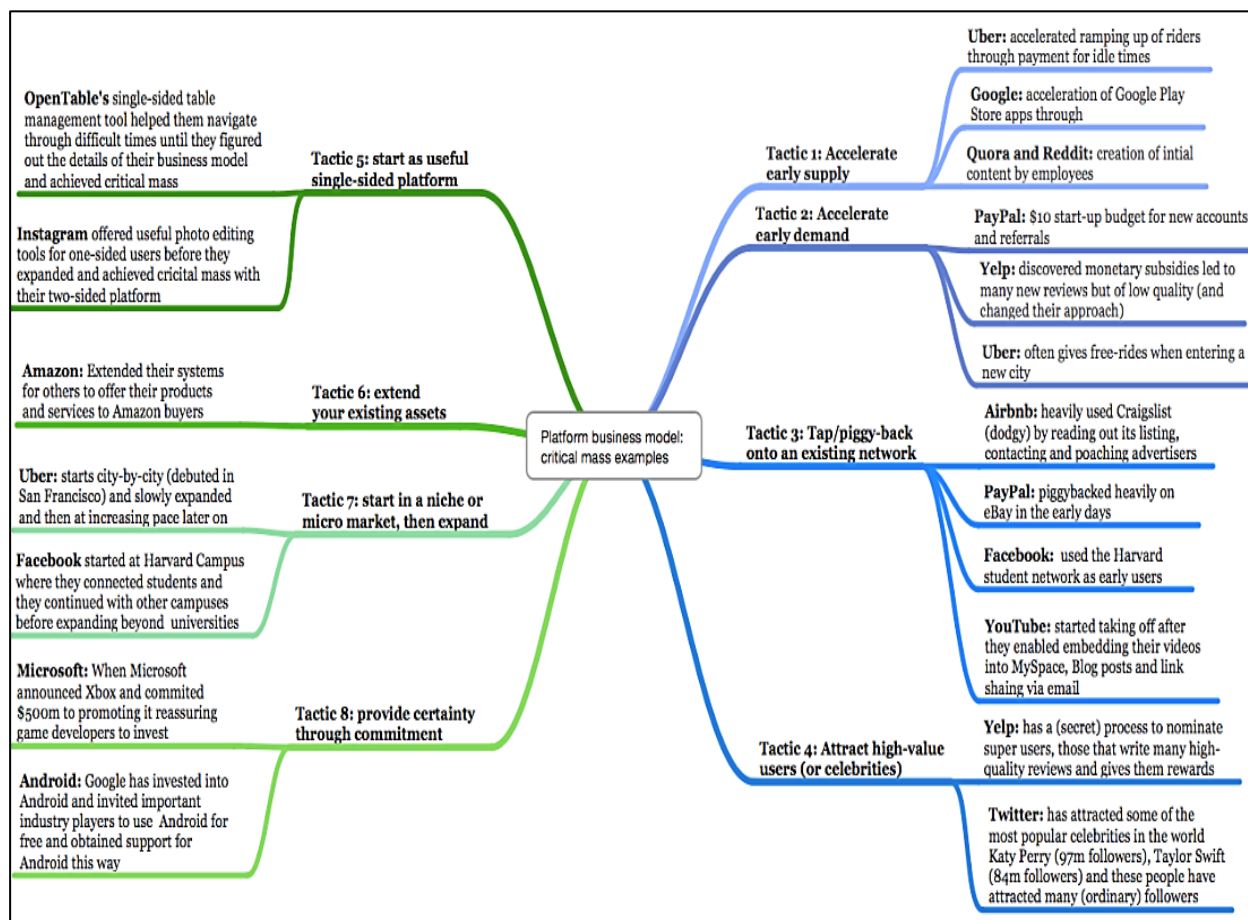 Platform business model:
critical mass examples
Tactic 1: Accelerate
early supply
Uber: accelerated ramping up of riders
through payment for idle times
Google: acceleration of Google Play
Store apps through
Quora and Reddit: creation of intial
content by employees
Tactic 2: Accelerate
early demand
PayPal: $10 start-up budget for new accounts
and referrals
Yelp: discovered monetary subsidies led to
many new reviews but of low quality (and
changed their approach)
Uber: often gives free-rides when entering a
new city
Tactic 3: Tap/piggy-back
onto an existing network
Airbnb: heavily used Craigslist
(dodgy) by reading out its listing,
contacting and poaching advertisers
PayPal: piggybacked heavily on
eBay in the early days
Facebook: used the Harvard
student network as early users
YouTube: started taking off after
they enabled embedding their videos
into MySpace, Blog posts and link
shaing via email
Tactic 4: Attract high-value
users (or celebrities)
Yelp: has a (secret) process to nominate
super users, those that write many high-
quality reviews and gives them rewards
Twitter: has attracted some of the
most popular celebrities in the world
Katy Perry (97m followers), Taylor Swift
(84m followers) and these people have
attracted many (ordinary) followers
Tactic 5: start as useful
single-sided platform
OpenTable's single-sided table
management tool helped them navigate
through difficult times until they figured
out the details of their business model
and achieved critical mass
Instagram offered useful photo editing
tools for one-sided users before they
expanded and achieved cricital mass with
their two-sided platform
Tactic 6: extend
your existing assets
Amazon: Extended their systems
for others to offer their products
and services to Amazon buyers
Tactic 7: start in a niche or
micro market, then expand
Uber: starts city-by-city (debuted in
San Francisco) and slowly expanded
and then at increasing pace later on
Facebook started at Harvard Campus
where they connected students and
they continued with other campuses
before expanding beyond universities
Tactic 8: provide certainty
through commitment
Microsoft: When Microsoft
announced Xbox and commited
$500m to promoting it reassuring
game developers to invest
Android: Google has invested into
Android and invited important
industry players to use Android for
free and obtained support for
Android this way